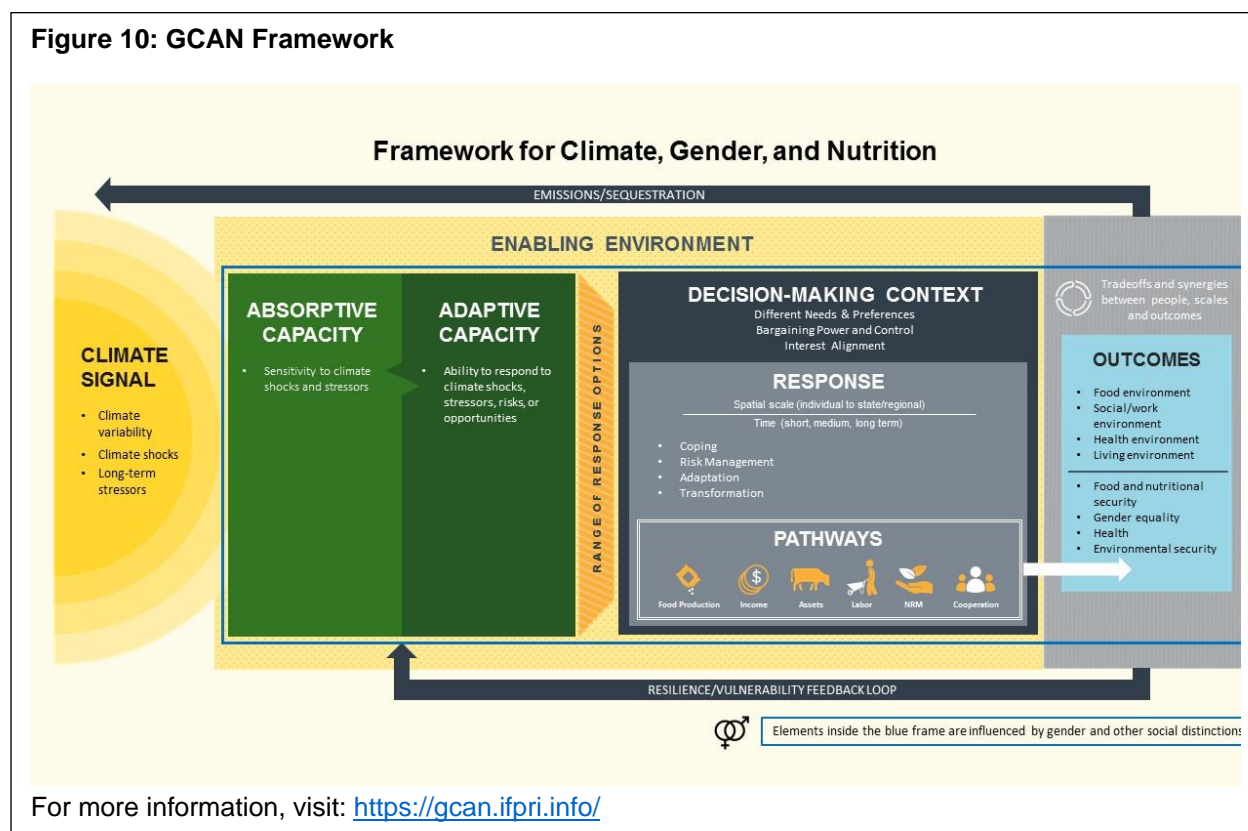 Figure 10: GCAN Framework
Framework for Climate, Gender, and Nutrition
EMISSIONS/SEQUESTRATION
ENABLING ENVIRONMENT
CLIMATE
SIGNAL
• Climate
variability
• Climate shocks
• Long-term
stressors
ABSORPTIVE
CAPACITY
• Sensitivity to climate
shocks and stressors
ADAPTIVE
CAPACITY
• Ability to respond to
climate shocks,
stressors, risks, or
opportunities
RANGE OF RESPONSE OPTIONS
DECISION-MAKING CONTEXT
Different Needs & Preferences
Bargaining Power and Control
Interest Alignment
RESPONSE
Spatial scale (individual to state/regional)
Time (short, medium, long term)
• Coping
• Risk Management
• Adaptation
• Transformation
PATHWAYS
$
Food Production Income Assets Labor NRM Cooperation
Tradeoffs and synergies
between people, scales
and outcomes
OUTCOMES
• Food environment
• Social/work
environment
• Health environment
• Living environment
• Food and nutritional
security
• Gender equality
• Health
• Environmental security
RESILIENCE/VULNERABILITY FEEDBACK LOOP
Elements inside the blue frame are influenced by gender and other social distinctions
For more information, visit: https://gcan.ifpri.info/